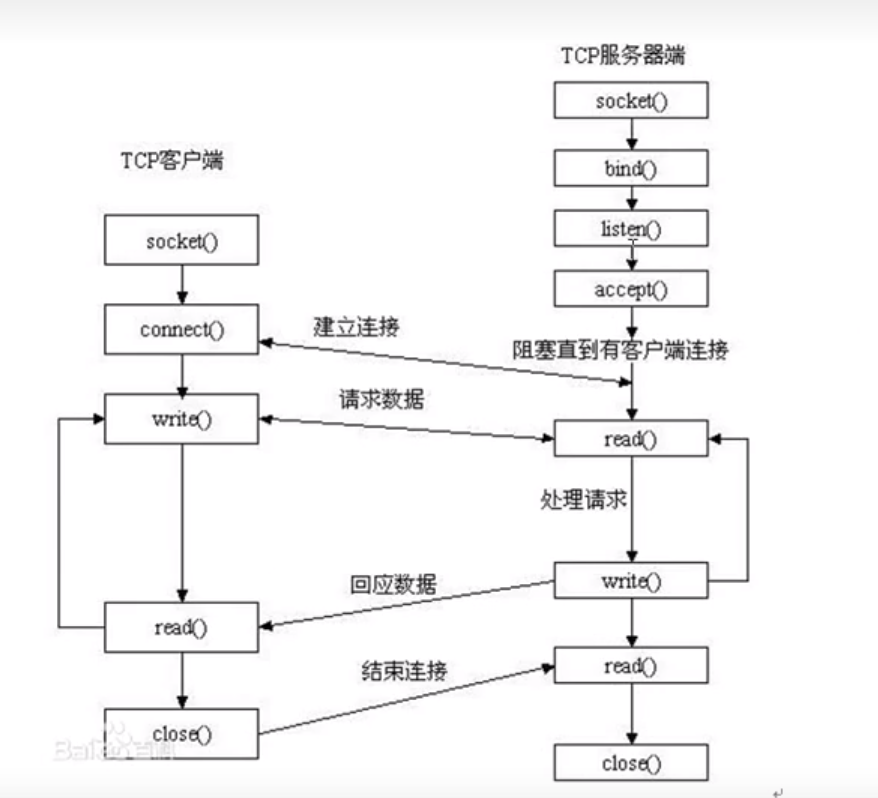 TCP服务器端
socket()
bind()
TCP客户端
listen()
socket()
accept()
connect()
建立连接
阻塞直到有客户端连接
请求数据
write()
read()
处理请求
回应数据
write()
read()
结束连接
read()
close()
close()
Baidu百科